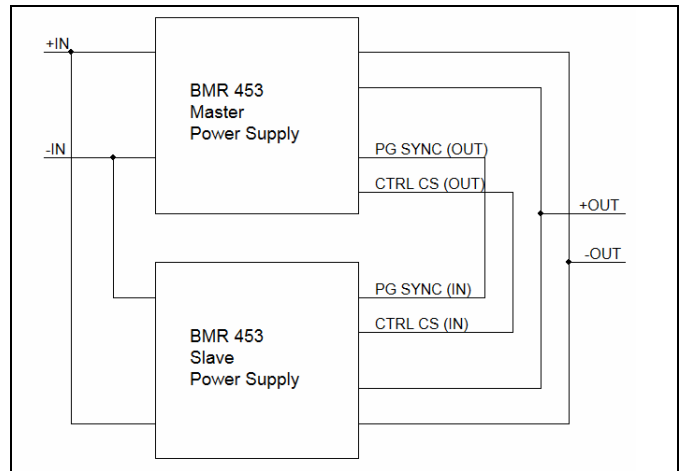 +IN
BMR 453
Master
Power Supply
-IN
PG SYNC (OUT)
CTRL CS (OUT)
+OUT
-OUT
PG SYNC (IN)
CTRL CS (IN)
BMR 453
Slave
Power Supply